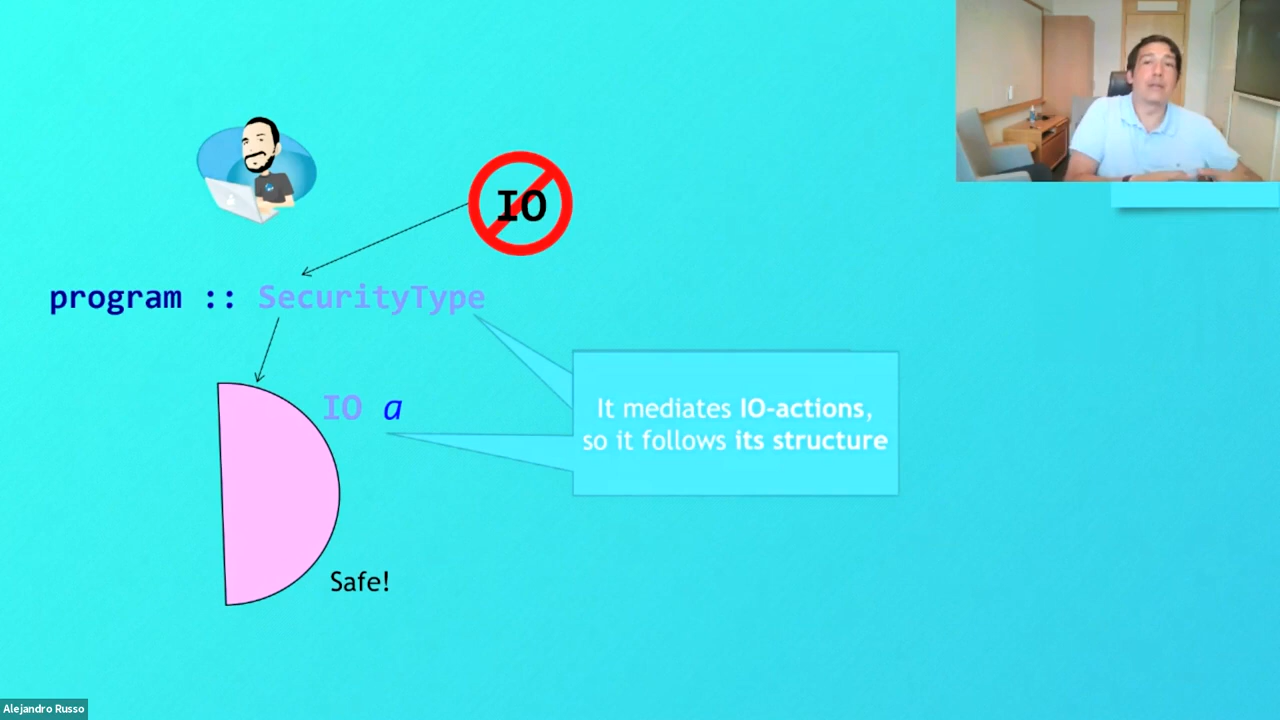 IO
program :: SecurityType
IO a
It mediates IO-actions,
so it follows its structure
Safe!
Alejandro Russo